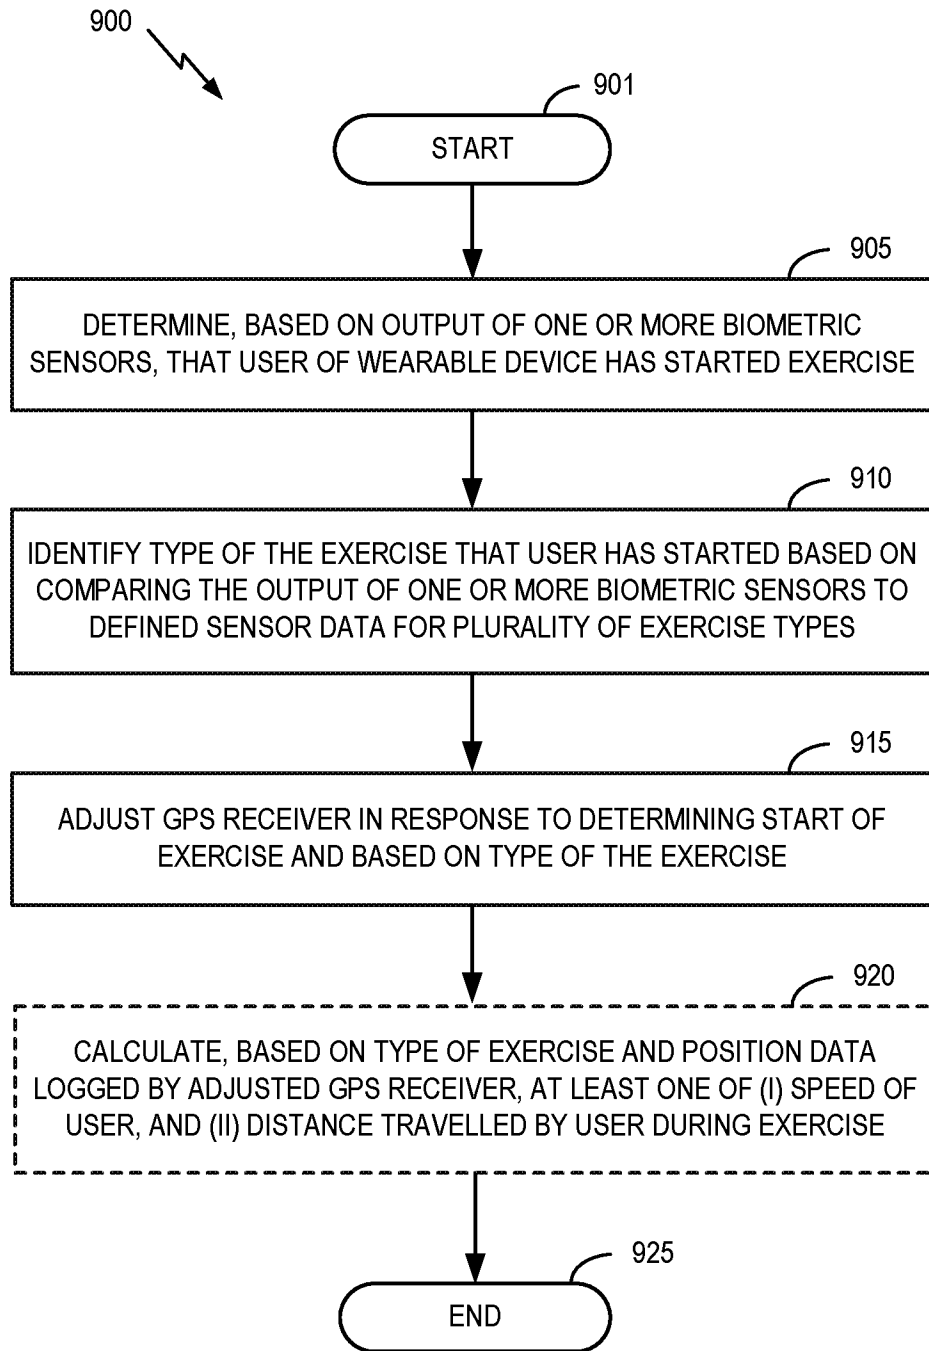 900
901
START
905
DETERMINE, BASED ON OUTPUT OF ONE OR MORE BIOMETRIC
SENSORS, THAT USER OF WEARABLE DEVICE HAS STARTED EXERCISE
910
IDENTIFY TYPE OF THE EXERCISE THAT USER HAS STARTED BASED ON
COMPARING THE OUTPUT OF ONE OR MORE BIOMETRIC SENSORS TO
DEFINED SENSOR DATA FOR PLURALITY OF EXERCISE TYPES
915
ADJUST GPS RECEIVER IN RESPONSE TO DETERMINING START OF
EXERCISE AND BASED ON TYPE OF THE EXERCISE
920
CALCULATE, BASED ON TYPE OF EXERCISE AND POSITION DATA
LOGGED BY ADJUSTED GPS RECEIVER, AT LEAST ONE OF (I) SPEED OF
USER, AND (II) DISTANCE TRAVELLED BY USER DURING EXERCISE
925
END